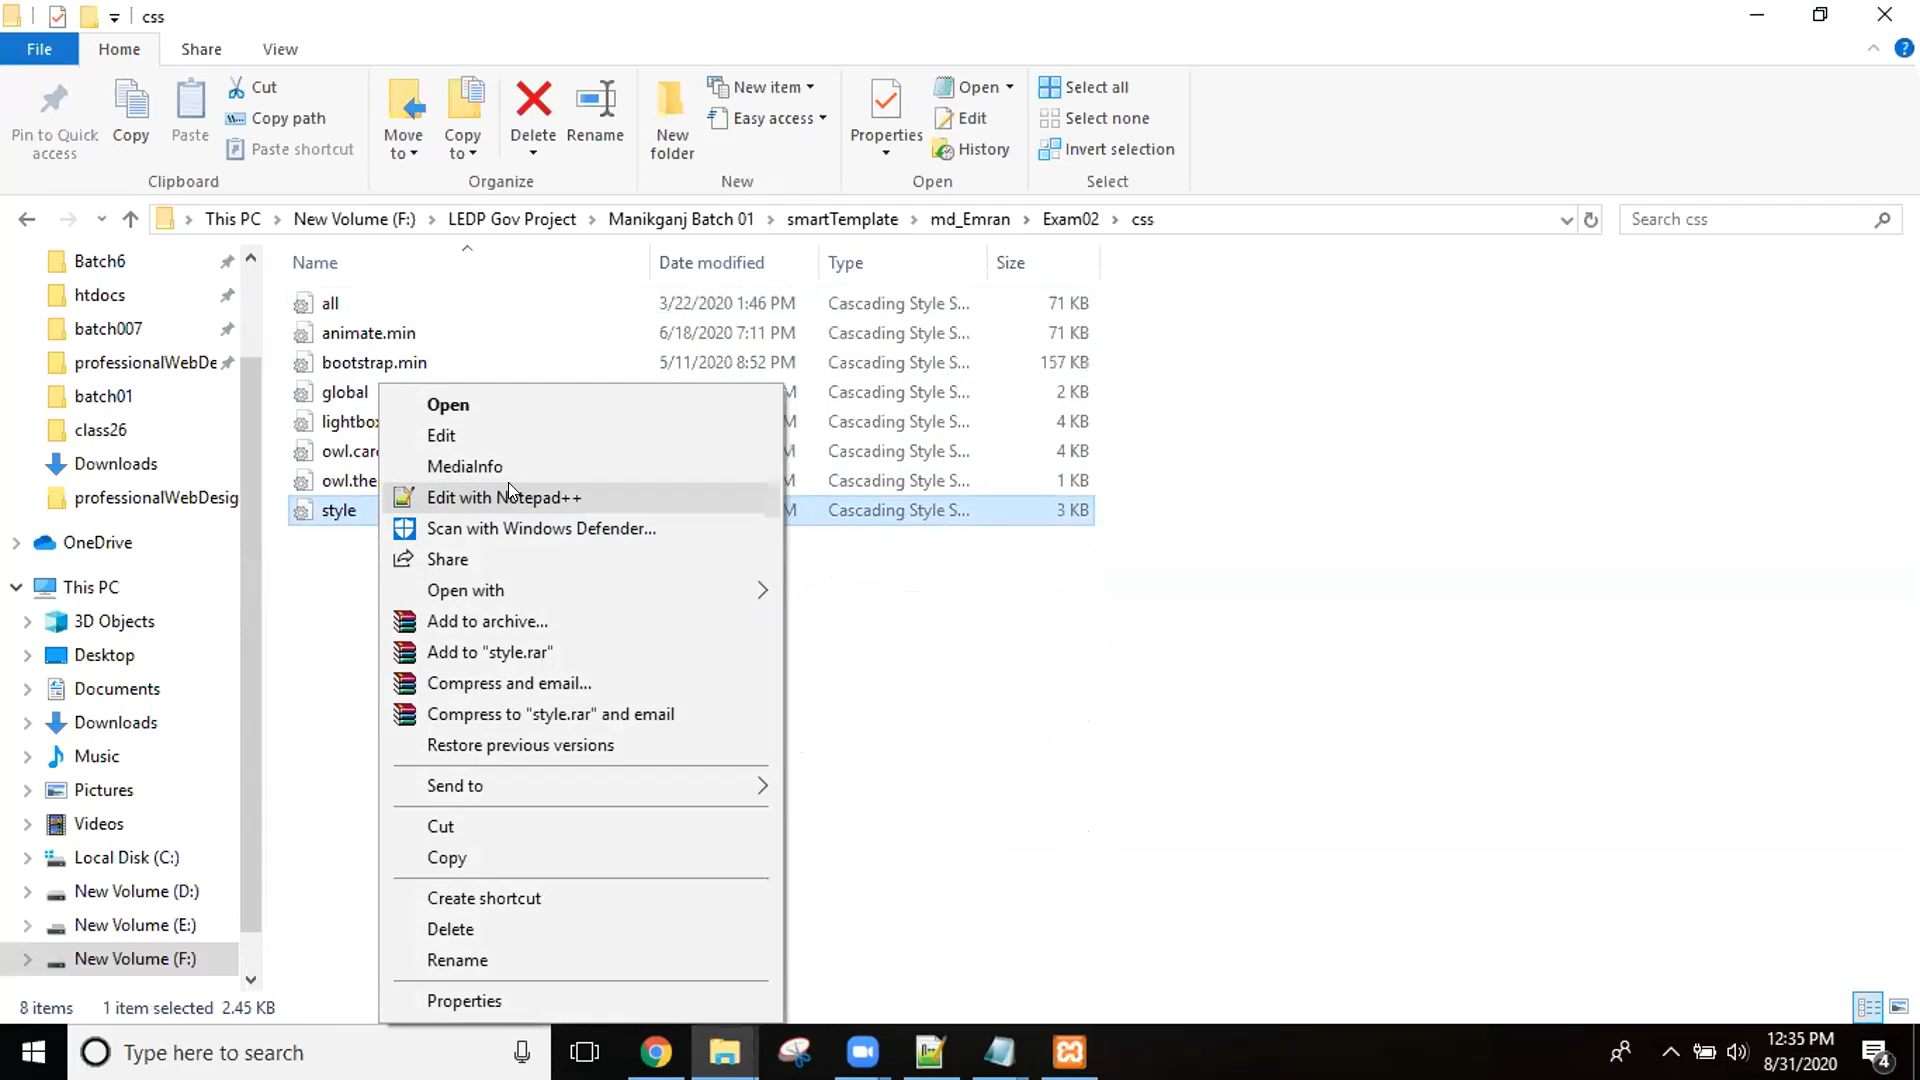 css
File Home Share View
Pin to Quick access
Copy
Paste
Cut
Copy path
Paste shortcut
Clipboard
Move to
Copy to
Delete
Rename
Organize
New folder
New item
Easy access
New
Properties
Open
Edit
History
Open
Select all
Select none
Invert selection
Select
This PC New Volume (F:) LEDP Gov Project Manikganj Batch 01 smartTemplate md_Emran Exam02 css
Search css
Batch6
htdocs
batch007
professionalWebDe
batch01
class26
Downloads
professionalWebDesig
OneDrive
This PC
3D Objects
Desktop
Documents
Downloads
Music
Pictures
Videos
Local Disk (C:)
New Volume (D:)
New Volume (E:)
New Volume (F:)
Name Date modified Type Size
all 3/22/2020 1:46 PM Cascading Style S... 71 KB
animate.min 6/18/2020 7:11 PM Cascading Style S... 71 KB
bootstrap.min 5/11/2020 8:52 PM Cascading Style S... 157 KB
global M Cascading Style S... 2 KB
lightbox M Cascading Style S... 4 KB
owl.caro M Cascading Style S... 4 KB
owl.the M Cascading Style S... 1 KB
style M Cascading Style S... 3 KB
Open
Edit
MediaInfo
Edit with Notepad++
Scan with Windows Defender...
Share
Open with
Add to archive...
Add to "style.rar"
Compress and email...
Compress to "style.rar" and email
Restore previous versions
Send to
Cut
Copy
Create shortcut
Delete
Rename
Properties
8 items 1 item selected 2.45 KB
Type here to search
12:35 PM
8/31/2020
4